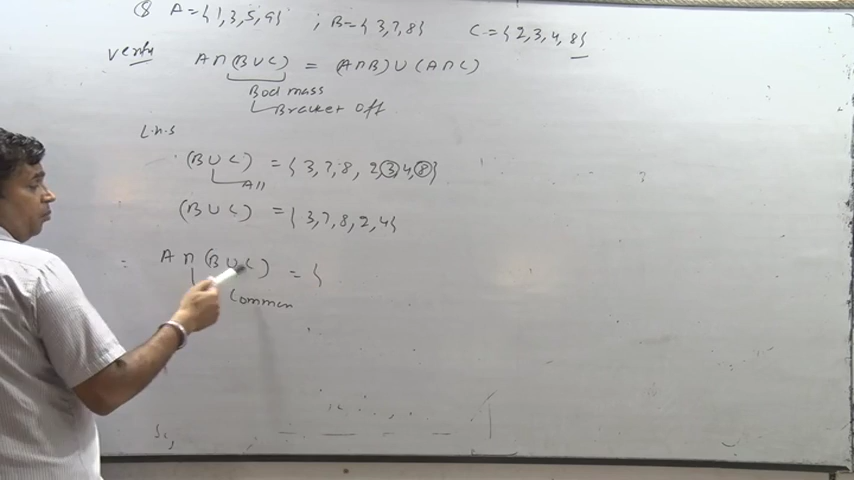 Q A = {1,3,5,9} ; B = {3,7,8} C = {2,3,4,8}
Verify A∩(B∪C) = (A∩B)∪(A∩C)
Bod mass
Bracket off
L.H.S
(B∪C) = {3,7,8, 2,3,4,8}
All
(B∪C) = {3,7,8,2,4}
= A∩(B∪C) = {
Common